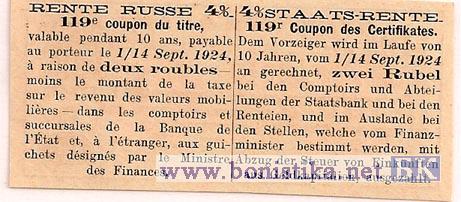 RENTE RUSSE 4%
119e coupon du titre,
valable pendant 10 ans, payable
au porteur le 1/14 Sept. 1924,
à raison de deux roubles—
moins le montant de la taxe
sur le revenu des valeurs mobi-
lières — dans les comptoirs et
succursales de la Banque de
l'État et, à l'étranger, aux gui-
chets désignés par le Ministre
des Finances.
4% STAATS-RENTE.
119r Coupon des Certifikates.
Dem Vorzeiger wird im Laufe von
10 Jahren, vom 1/14 Sept. 1924
an gerechnet, zwei Rubel
bei den Comptoirs und Abtei-
lungen der Staatsbank und bei den
Renteien, und im Auslande bei
den Stellen, welche vom Finanz-
minister bestimmt werden, mit
Abzug der Steuer von Einkünften
ausgezahlt.
www.bonistika.net